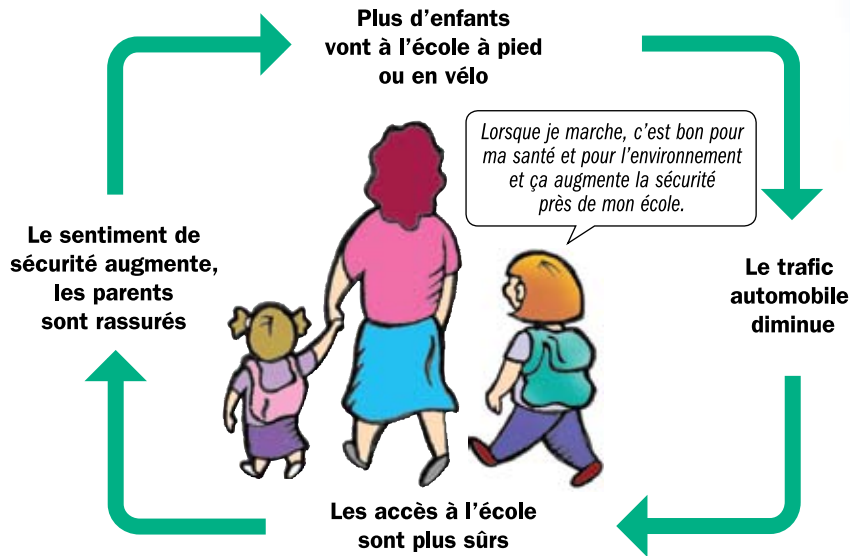 Plus d'enfants
vont à l'école à pied
ou en vélo
Lorsque je marche, c'est bon pour
ma santé et pour l'environnement
et ça augmente la sécurité
près de mon école.
Le sentiment de
sécurité augmente,
les parents
sont rassurés
Le trafic
automobile
diminue
Les accès à l'école
sont plus sûrs